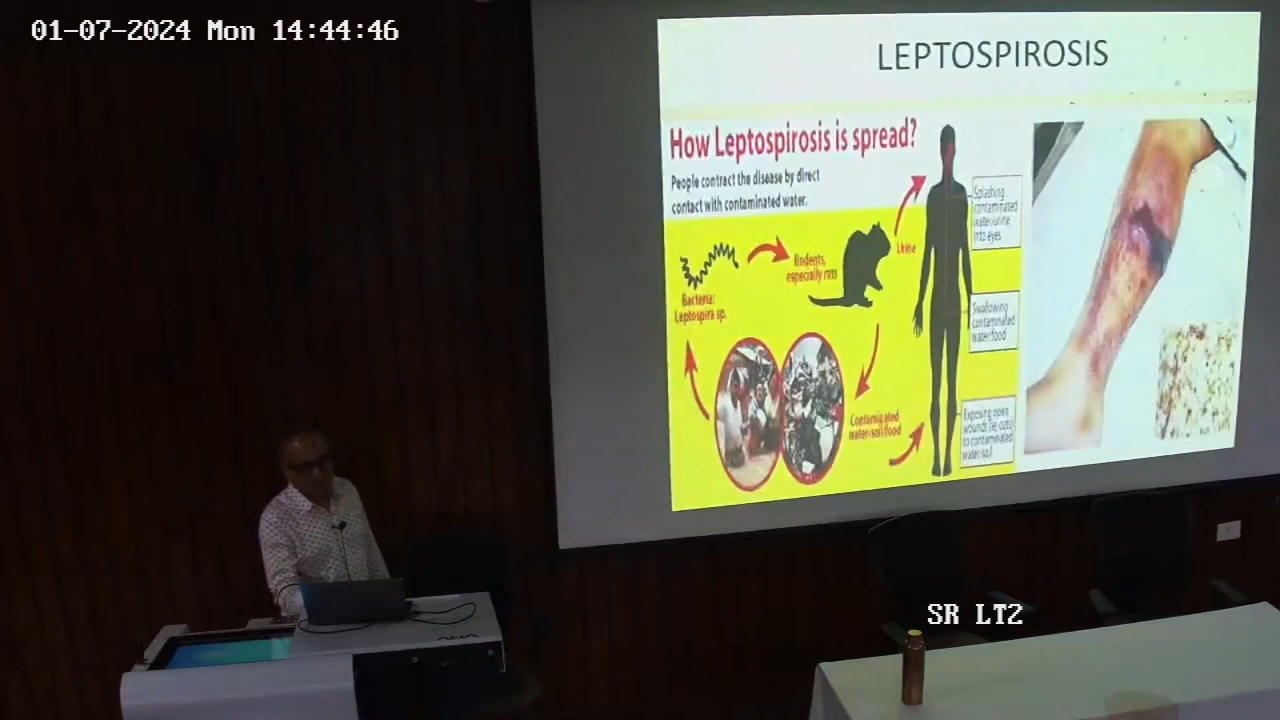 01-07-2024 Mon 14:44:46
LEPTOSPIROSIS
How Leptospirosis is spread?
People contract the disease by direct
contact with contaminated water.
Bacteria:
Leptospira sp.
Rodents,
especially rats
Urine
Contaminated
water/soil/food
Splashing
contaminated
water/urine
into eyes
Swallowing
contaminated
water/food
Exposing open
wounds (ie, cuts)
to contaminated
water/soil
SR LT2